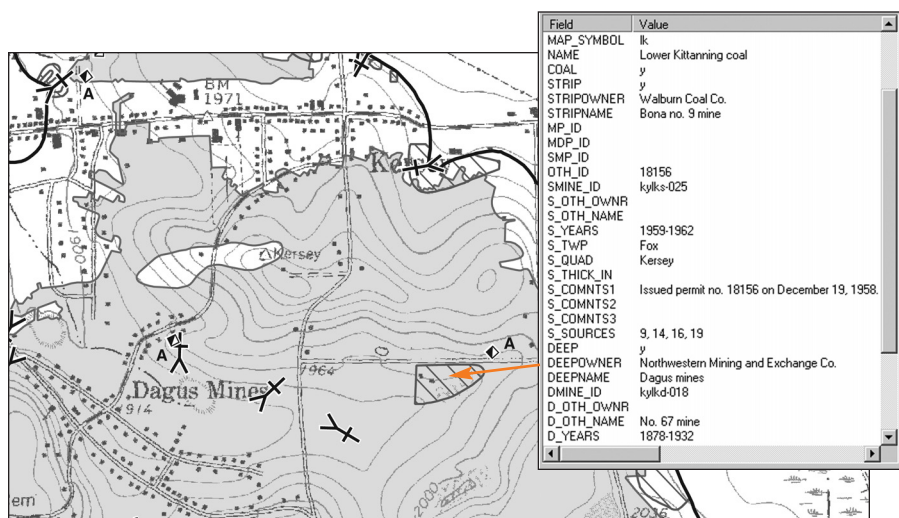 Field Value
MAP_SYMBOL lk
NAME Lower Kittanning coal
COAL y
STRIP y
STRIPOWNER Walburn Coal Co.
STRIPNAME Bona no. 9 mine
MP_ID
MDP_ID
SMP_ID
OTH_ID 18156
SMINE_ID kylks-025
S_OTH_OWNR
S_OTH_NAME
S_YEARS 1959-1962
S_TWP Fox
S_QUAD Kersey
S_THICK_IN
S_COMNTS1 Issued permit no. 18156 on December 19, 1958.
S_COMNTS2
S_COMNTS3
S_SOURCES 9, 14, 16, 19
DEEP y
DEEPOWNER Northwestern Mining and Exchange Co.
DEEPNAME Dagus mines
DMINE_ID kylkd-018
D_OTH_OWNR
D_OTH_NAME No. 67 mine
D_YEARS 1878-1932
A
BM
1971
Ke
1900
Kersey
A
A
1964
Dagus Mines
1914
em
2000
2036